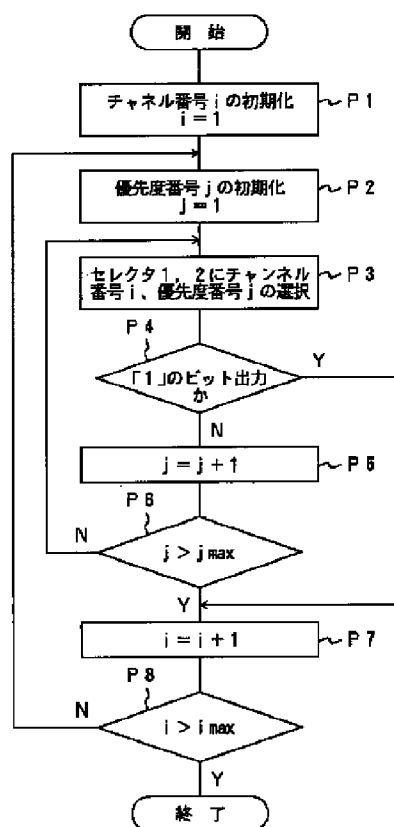 開 始
チャネル番号iの初期化
i=1
P1
優先度番号jの初期化
j=1
P2
セレクタ1，2にチャンネル
番号i、優先度番号jの選択
P3
P4
「1」のビット出力
か
Y
N
j=j+1
P5
P6
N
j>jmax
Y
i=i+1
P7
P8
N
i>imax
Y
終 了